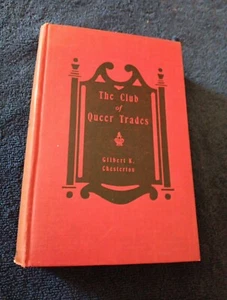 The Club
of
Queer Trades
Gilbert K.
Chesterton